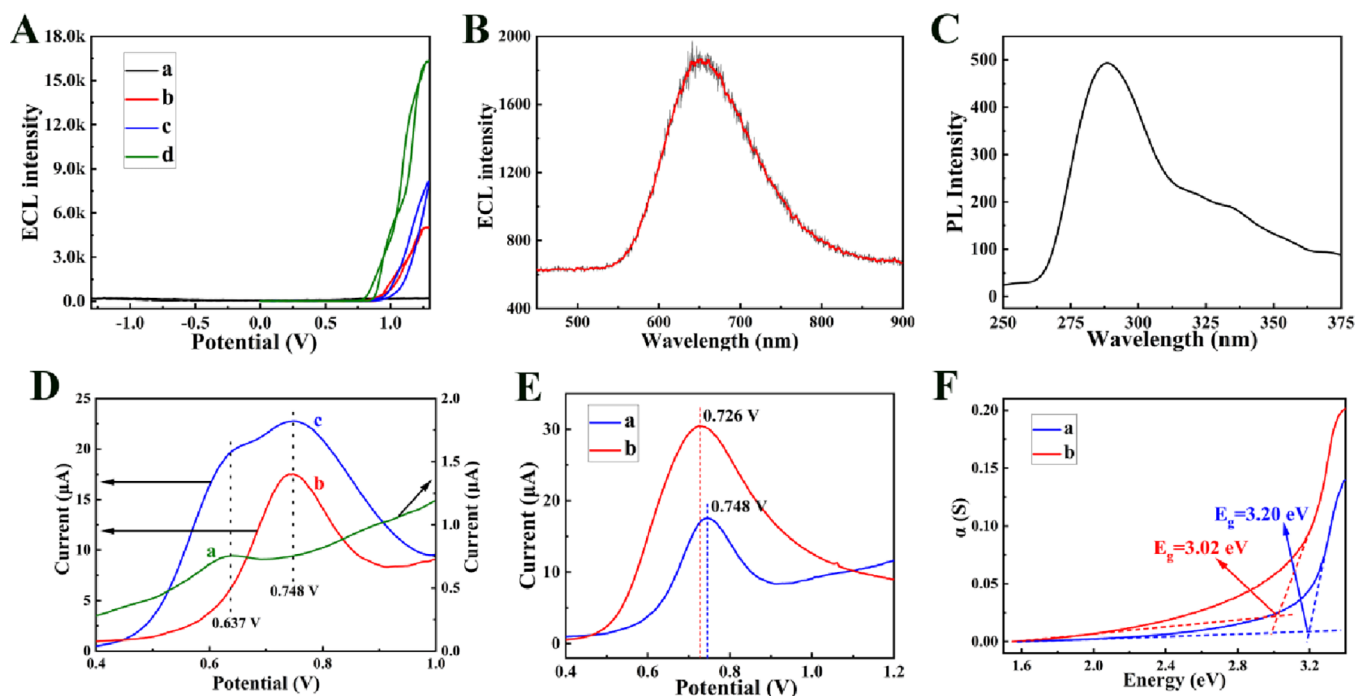 A
18.0k
15.0k
12.0k
9.0k
6.0k
3.0k
0.0
ECL intensity
a
b
c
d
-1.0
-0.5
0.0
0.5
1.0
Potential (V)
B
2000
1600
1200
800
400
ECL intensity
500
600
700
800
900
Wavelength (nm)
C
500
400
300
200
100
0
PL Intensity
250
275
300
325
350
375
Wavelength (nm)
D
25
20
15
10
5
0
Current (μA)
2.0
1.5
1.0
0.5
0.0
Current (μA)
c
b
a
0.637 V
0.748 V
0.4
0.6
0.8
1.0
Potential (V)
E
30
20
10
0
Current (μA)
a
b
0.726 V
0.748 V
0.4
0.6
0.8
1.0
1.2
Potential (V)
F
0.20
0.15
0.10
0.05
0.00
α (S)
a
b
Eg=3.20 eV
Eg=3.02 eV
1.6
2.0
2.4
2.8
3.2
Energy (eV)